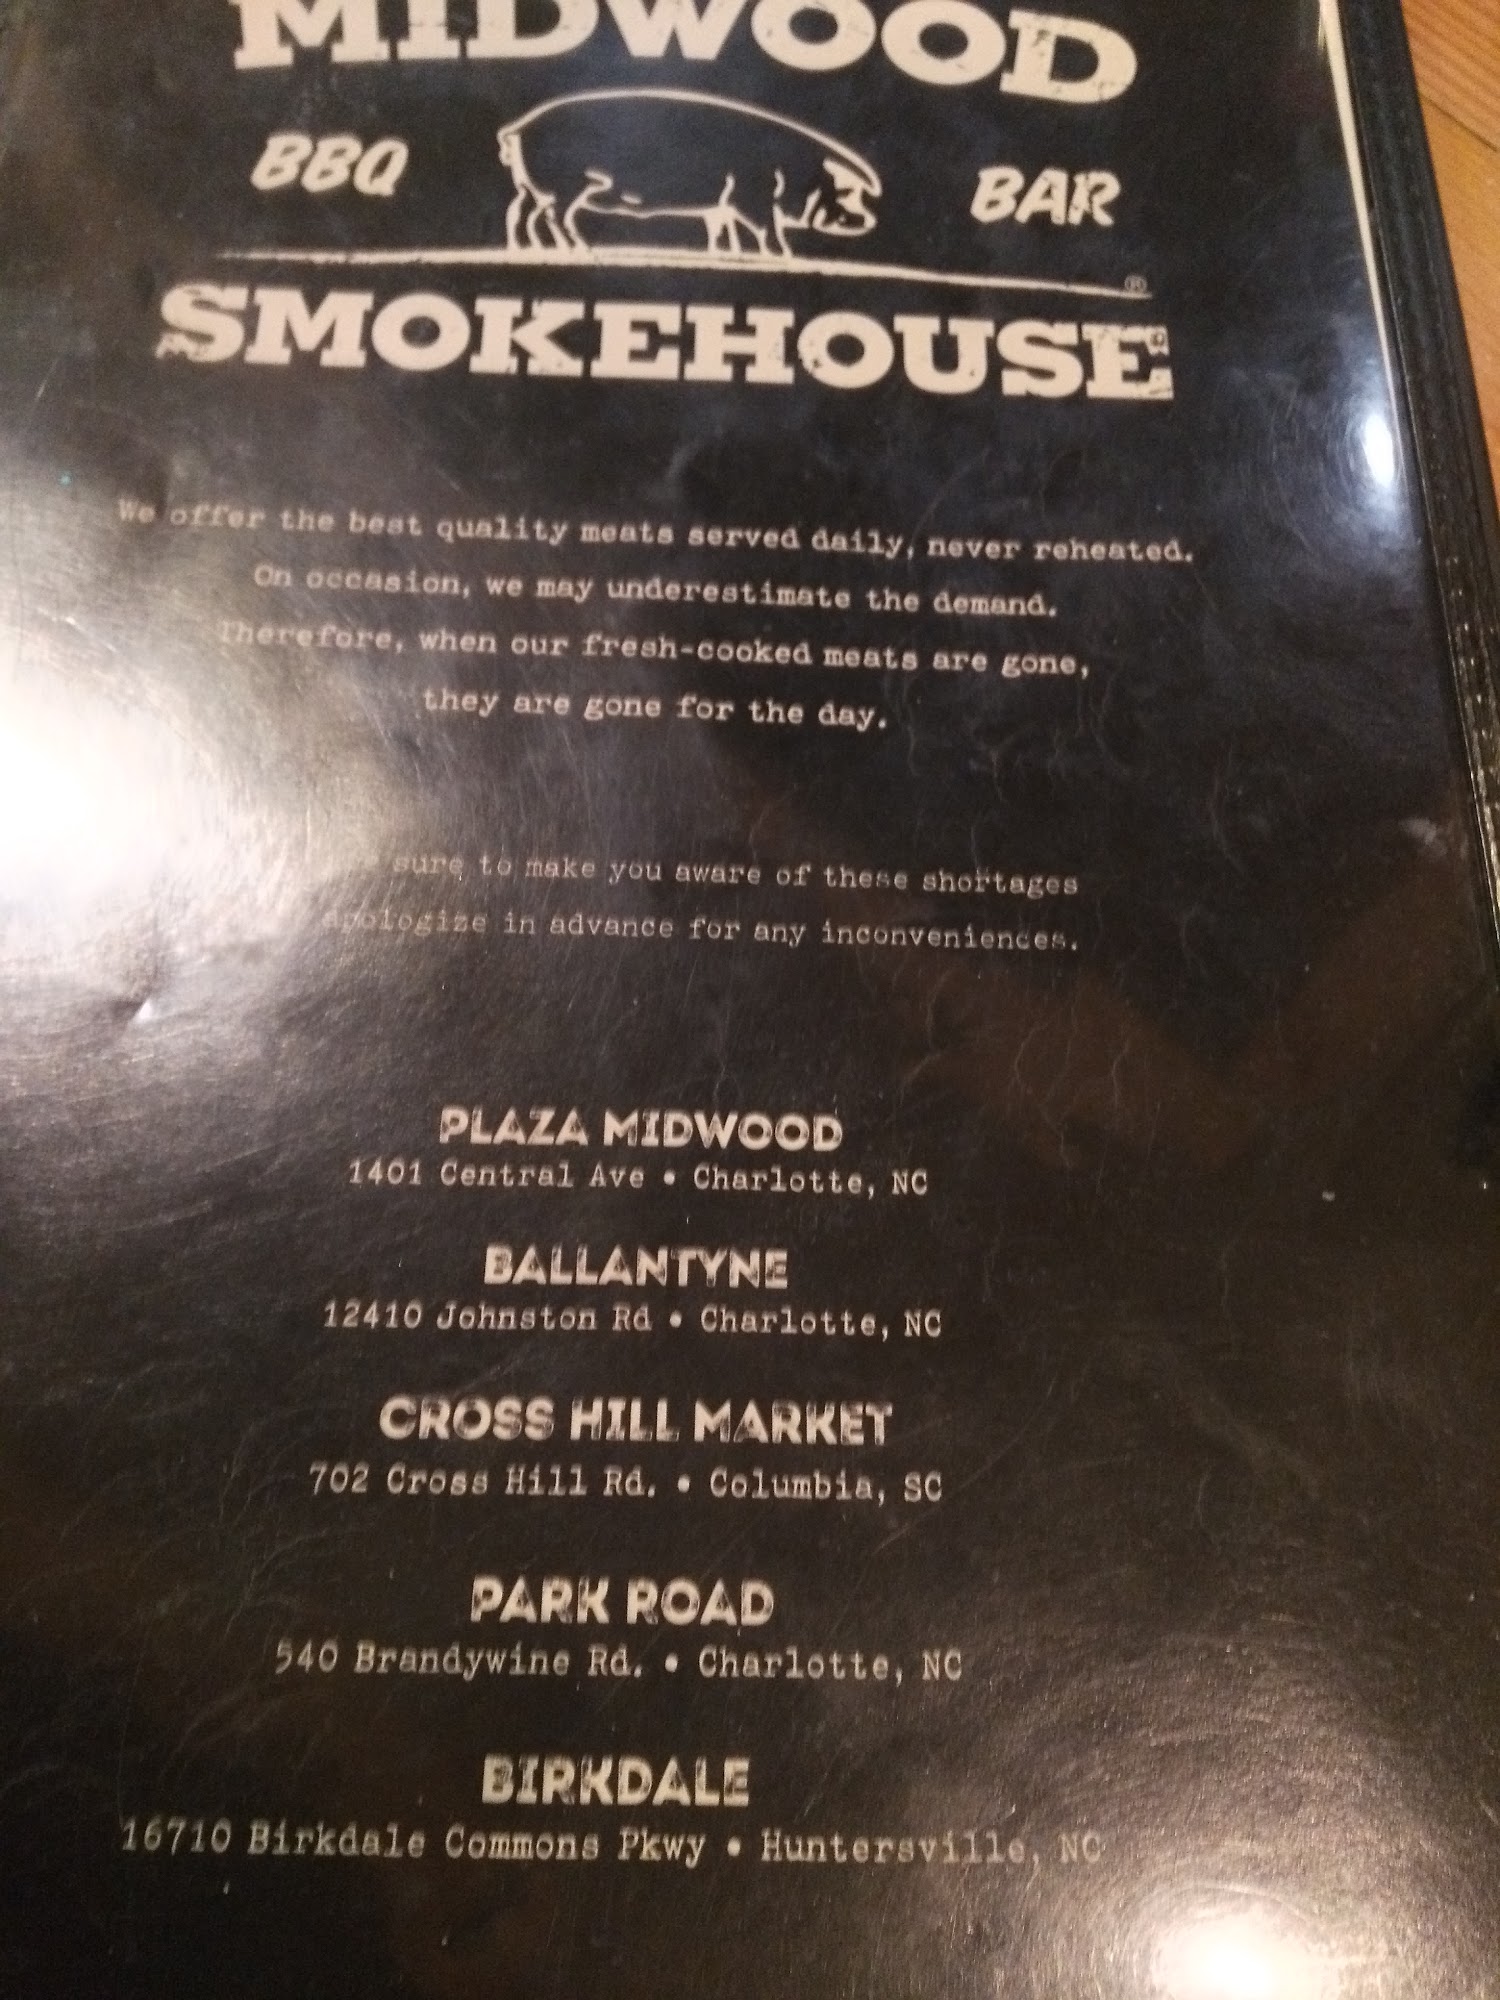 MIDWOOD
BBQ
BAR
®
SMOKEHOUSE
We offer the best quality meats served daily, never reheated.
On occasion, we may underestimate the demand.
Therefore, when our fresh-cooked meats are gone,
they are gone for the day.
sure to make you aware of these shortages
apologize in advance for any inconveniences.
PLAZA MIDWOOD
1401 Central Ave • Charlotte, NC
BALLANTYNE
12410 Johnston Rd • Charlotte, NC
CROSS HILL MARKET
702 Cross Hill Rd. • Columbia, SC
PARK ROAD
540 Brandywine Rd. • Charlotte, NC
BIRKDALE
16710 Birkdale Commons Pkwy • Huntersville, NC